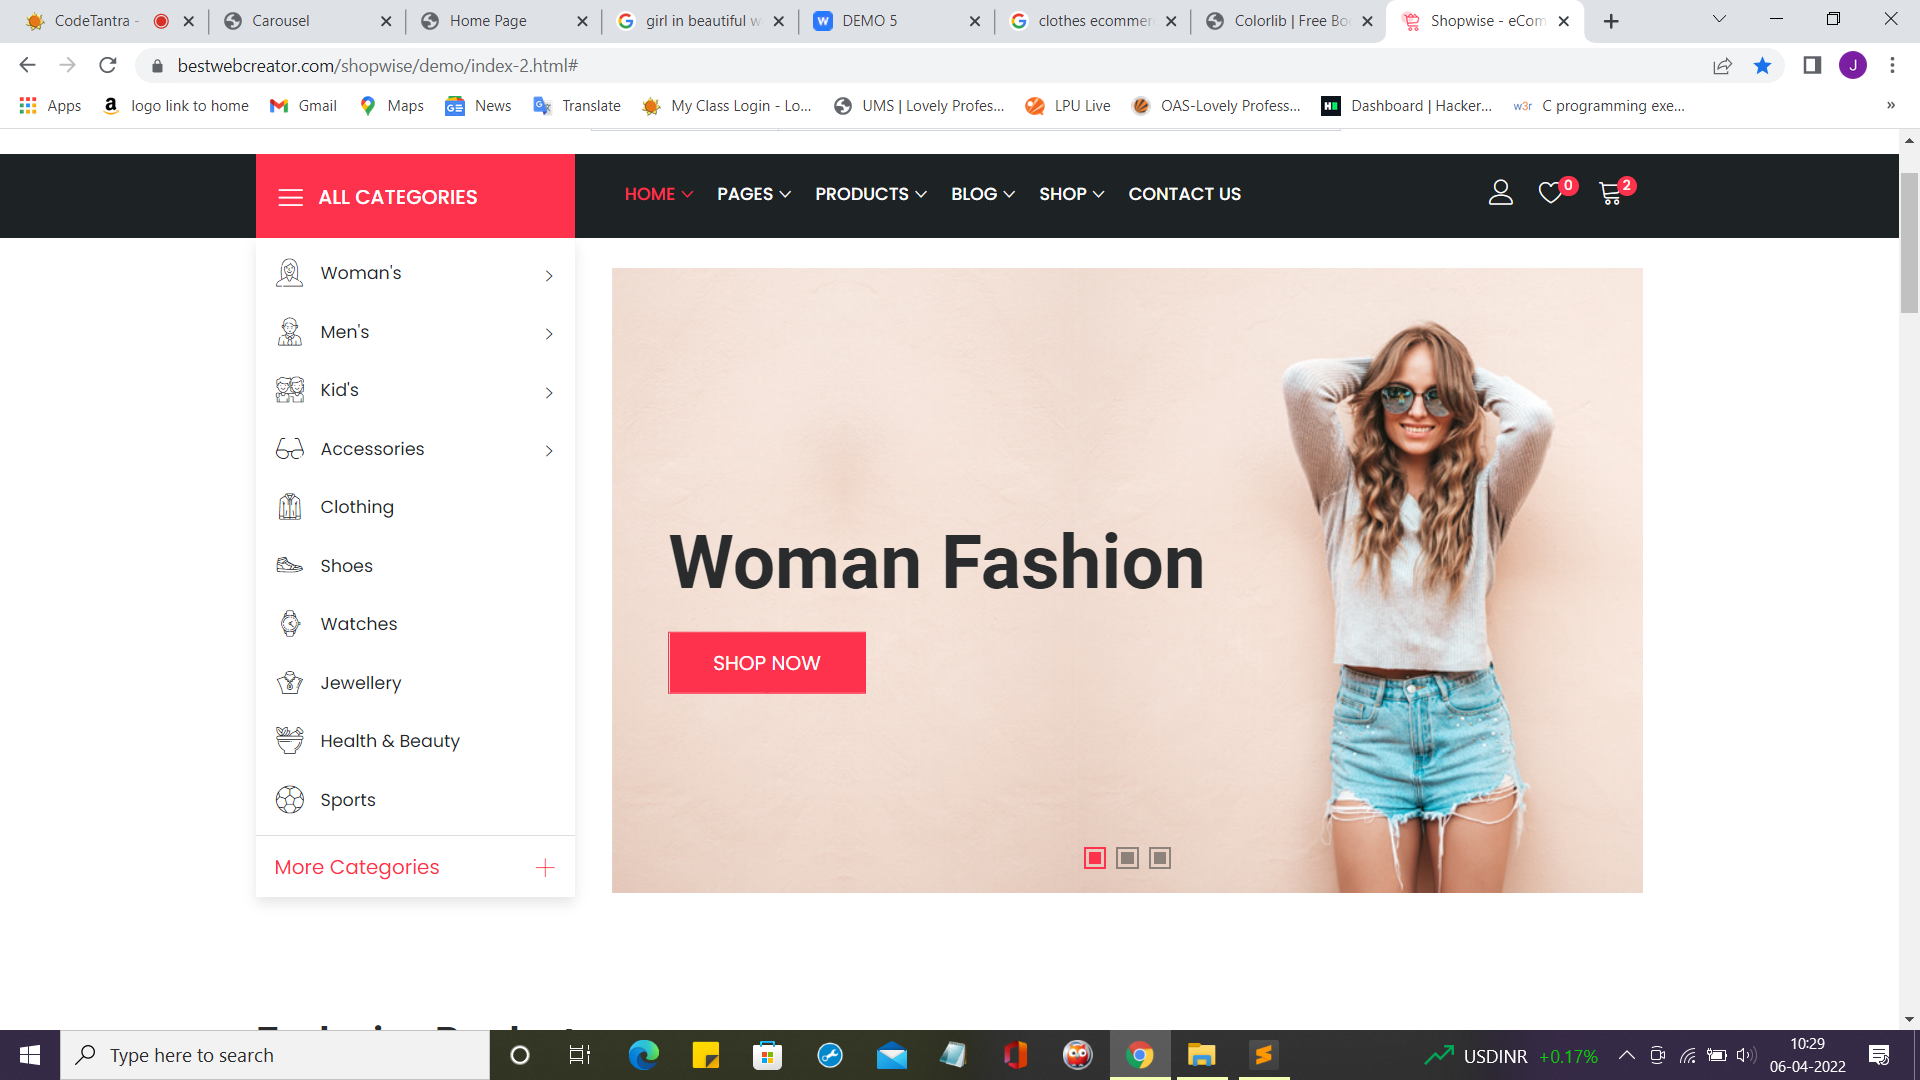 CodeTantra -
Carousel
Home Page
girl in beautiful w
DEMO 5
clothes ecommer
Colorlib | Free Bo
Shopwise - eCom
bestwebcreator.com/shopwise/demo/index-2.html#
J
Apps
logo link to home
Gmail
Maps
News
Translate
My Class Login - Lo...
UMS | Lovely Profes...
LPU Live
OAS-Lovely Profess...
Dashboard | Hacker...
w3r
C programming exe...
»
ALL CATEGORIES
HOME
PAGES
PRODUCTS
BLOG
SHOP
CONTACT US
0
2
Woman's
Men's
Kid's
Accessories
Clothing
Shoes
Watches
Jewellery
Health & Beauty
Sports
More Categories
Woman Fashion
SHOP NOW
Type here to search
USDINR +0.17%
10:29
06-04-2022